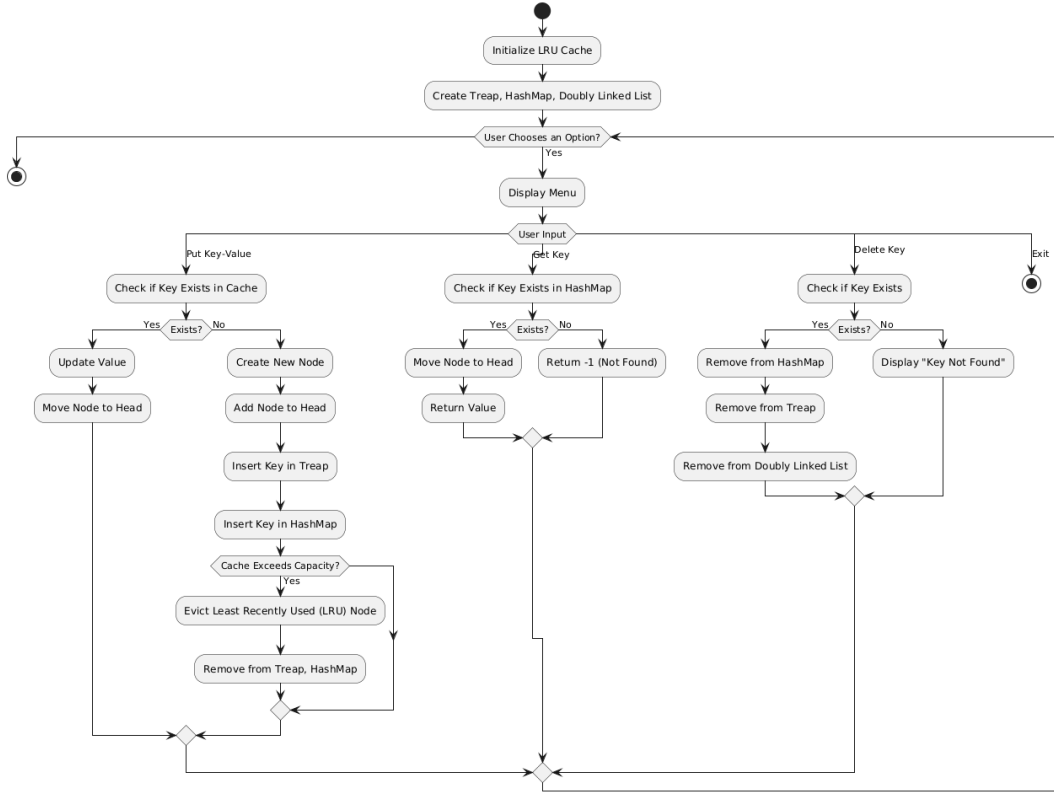 Initialize LRU Cache
Create Treap, HashMap, Doubly Linked List
User Chooses an Option?
Yes
Display Menu
User Input
Put Key-Value
Get Key
Delete Key
Exit
Check if Key Exists in Cache
Check if Key Exists in HashMap
Check if Key Exists
Yes
Exists?
No
Yes
Exists?
No
Yes
Exists?
No
Update Value
Create New Node
Move Node to Head
Return -1 (Not Found)
Remove from HashMap
Display "Key Not Found"
Move Node to Head
Add Node to Head
Return Value
Remove from Treap
Insert Key in Treap
Remove from Doubly Linked List
Insert Key in HashMap
Cache Exceeds Capacity?
Yes
Evict Least Recently Used (LRU) Node
Remove from Treap, HashMap